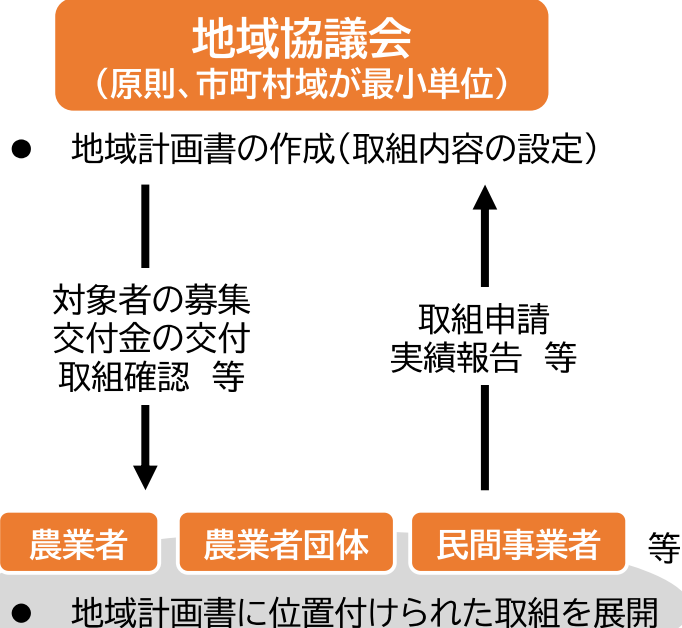 地域協議会
（原則、市町村域が最小単位）
● 地域計画書の作成（取組内容の設定）
対象者の募集
交付金の交付
取組確認 等
取組申請
実績報告 等
農業者 農業者団体 民間事業者 等
● 地域計画書に位置付けられた取組を展開